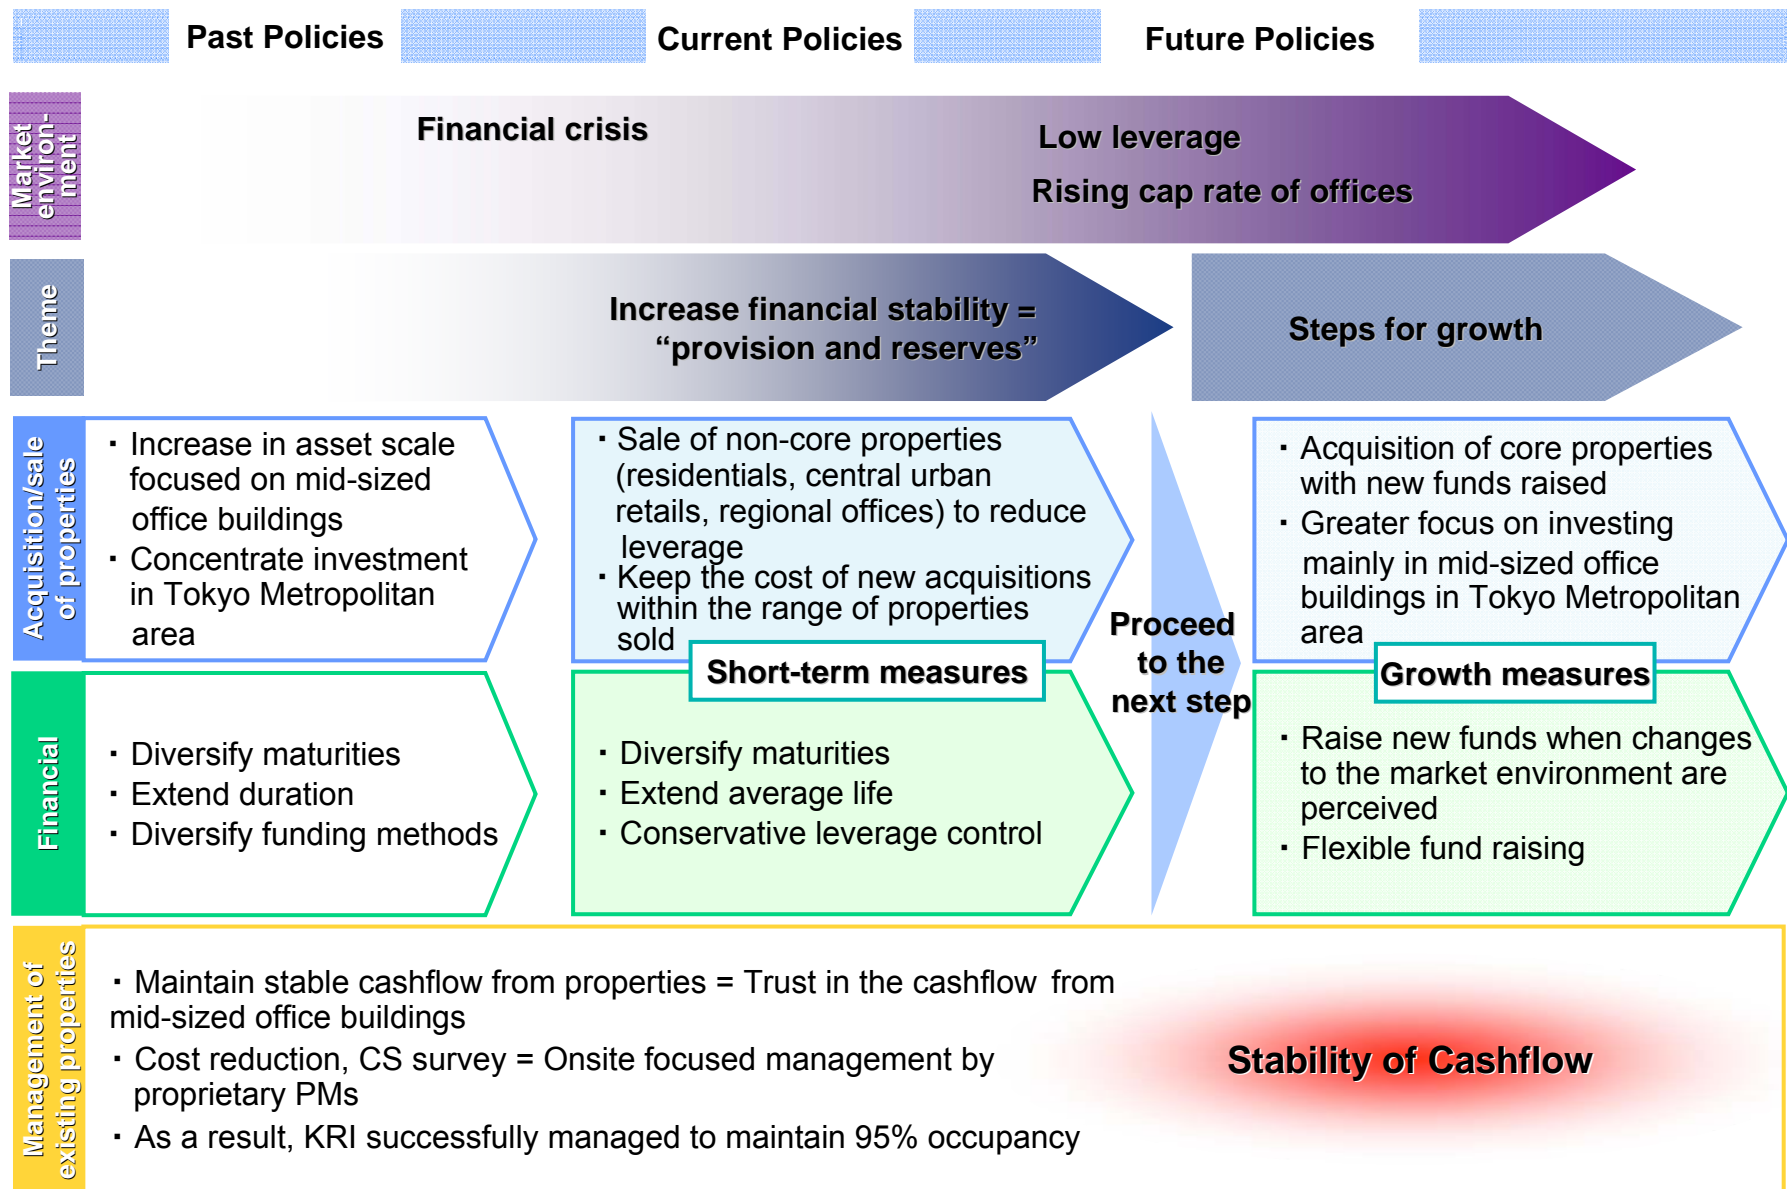 Past Policies
Current Policies
Future Policies
Market
environ-
ment
Financial crisis
Low leverage
Rising cap rate of offices
Theme
Increase financial stability =
“provision and reserves”
Steps for growth
Acquisition/sale
of properties
・Increase in asset scale
focused on mid-sized
office buildings
・Concentrate investment
in Tokyo Metropolitan
area
・Sale of non-core properties
(residentials, central urban
retails, regional offices) to reduce
leverage
・Keep the cost of new acquisitions
within the range of properties
sold
Proceed
to the
next step
・Acquisition of core properties
with new funds raised
・Greater focus on investing
mainly in mid-sized office
buildings in Tokyo Metropolitan
area
Short-term measures
Growth measures
Financial
・Diversify maturities
・Extend duration
・Diversify funding methods
・Diversify maturities
・Extend average life
・Conservative leverage control
・Raise new funds when changes
to the market environment are
perceived
・Flexible fund raising
Management of
existing properties
・Maintain stable cashflow from properties = Trust in the cashflow from
mid-sized office buildings
・Cost reduction, CS survey = Onsite focused management by
proprietary PMs
・As a result, KRI successfully managed to maintain 95% occupancy
Stability of Cashflow